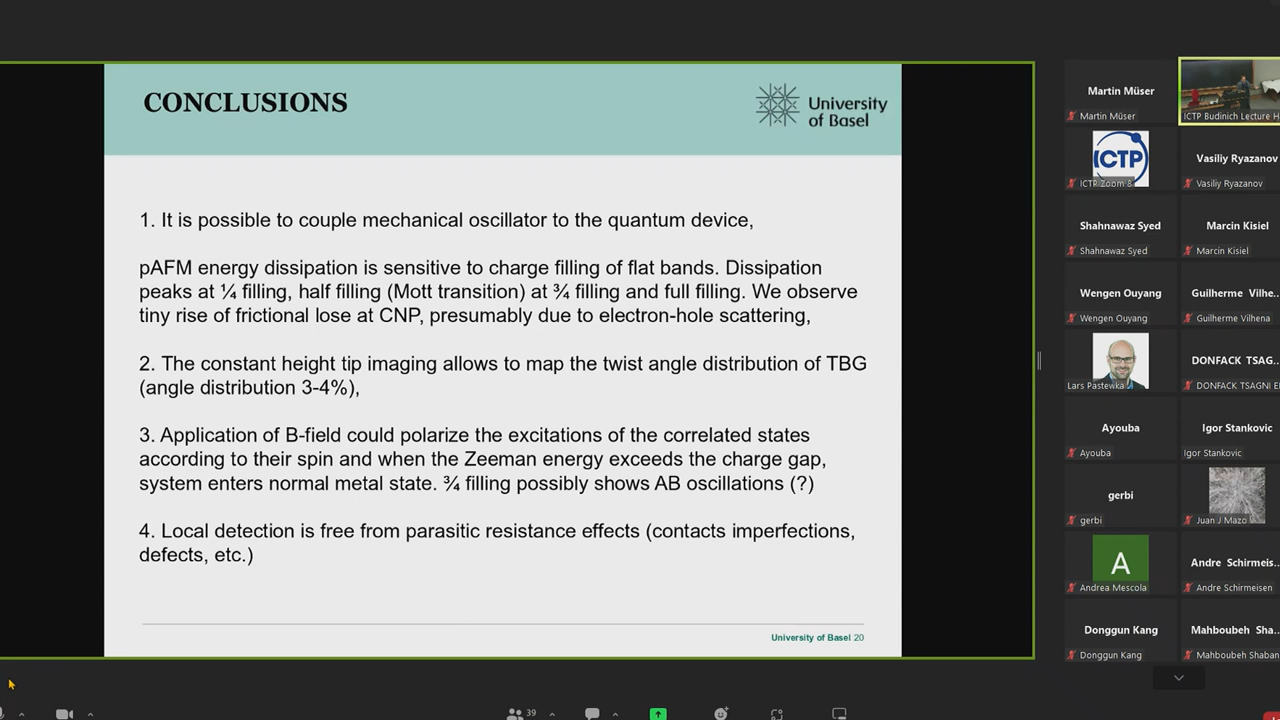 CONCLUSIONS
University
of Basel
1. It is possible to couple mechanical oscillator to the quantum device,
pAFM energy dissipation is sensitive to charge filling of flat bands. Dissipation
peaks at ¼ filling, half filling (Mott transition) at ¾ filling and full filling. We observe
tiny rise of frictional lose at CNP, presumably due to electron-hole scattering,
2. The constant height tip imaging allows to map the twist angle distribution of TBG
(angle distribution 3-4%),
3. Application of B-field could polarize the excitations of the correlated states
according to their spin and when the Zeeman energy exceeds the charge gap,
system enters normal metal state. ¾ filling possibly shows AB oscillations (?)
4. Local detection is free from parasitic resistance effects (contacts imperfections,
defects, etc.)
University of Basel 20
Martin Müser
Martin Müser
ICTP Budinich Lecture H
ICTP
ICTP Zoom 8
Vasiliy Ryazanov
Vasiliy Ryazanov
Shahnawaz Syed
Shahnawaz Syed
Marcin Kisiel
Marcin Kisiel
Wengen Ouyang
Wengen Ouyang
Guilherme Vilhe...
Guilherme Vilhena
Lars Pastewka
DONFACK TSAG...
DONFACK TSAGNI E
Ayouba
Ayouba
Igor Stankovic
Igor Stankovic
gerbi
gerbi
Juan J Mazo
A
Andrea Mescola
Andre Schirmeis...
Andre Schirmeisen
Donggun Kang
Donggun Kang
Mahboubeh Sha...
Mahboubeh Shaban
39